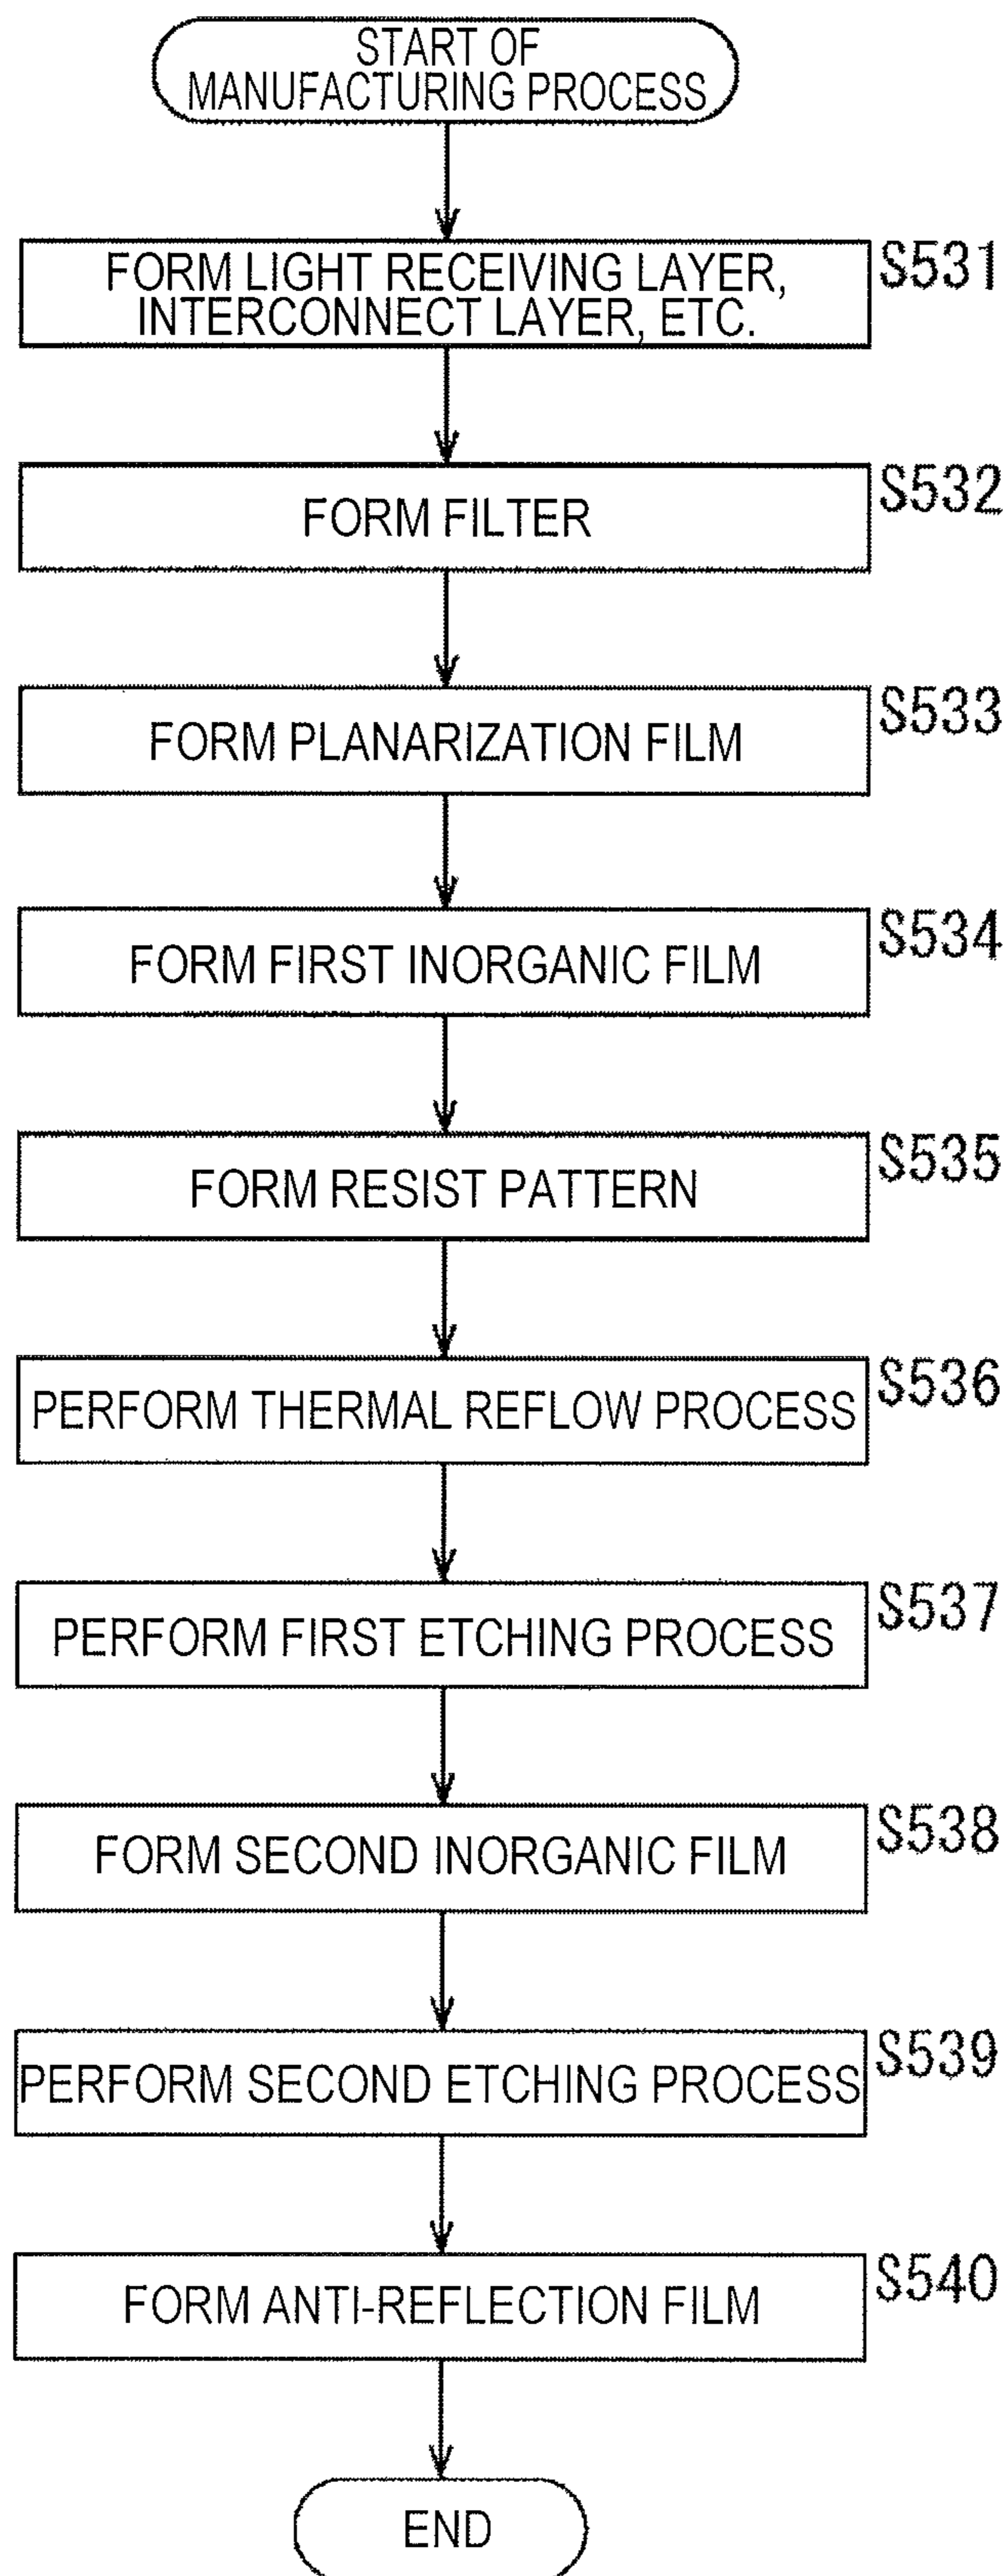 START OF
MANUFACTURING PROCESS
FORM LIGHT RECEIVING LAYER,
INTERCONNECT LAYER, ETC.
S531
FORM FILTER
S532
FORM PLANARIZATION FILM
S533
FORM FIRST INORGANIC FILM
S534
FORM RESIST PATTERN
S535
PERFORM THERMAL REFLOW PROCESS
S536
PERFORM FIRST ETCHING PROCESS
S537
FORM SECOND INORGANIC FILM
S538
PERFORM SECOND ETCHING PROCESS
S539
FORM ANTI-REFLECTION FILM
S540
END